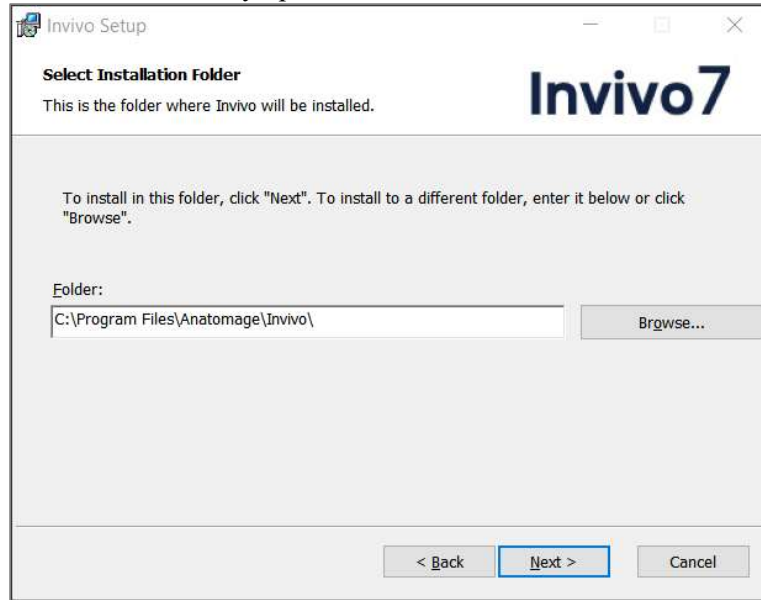 Invivo Setup
Select Installation Folder
This is the folder where Invivo will be installed.
Invivo7
To install in this folder, click "Next". To install to a different folder, enter it below or click
"Browse".
Folder:
C:\Program Files\Anatomage\Invivo\
Browse...
< Back
Next >
Cancel